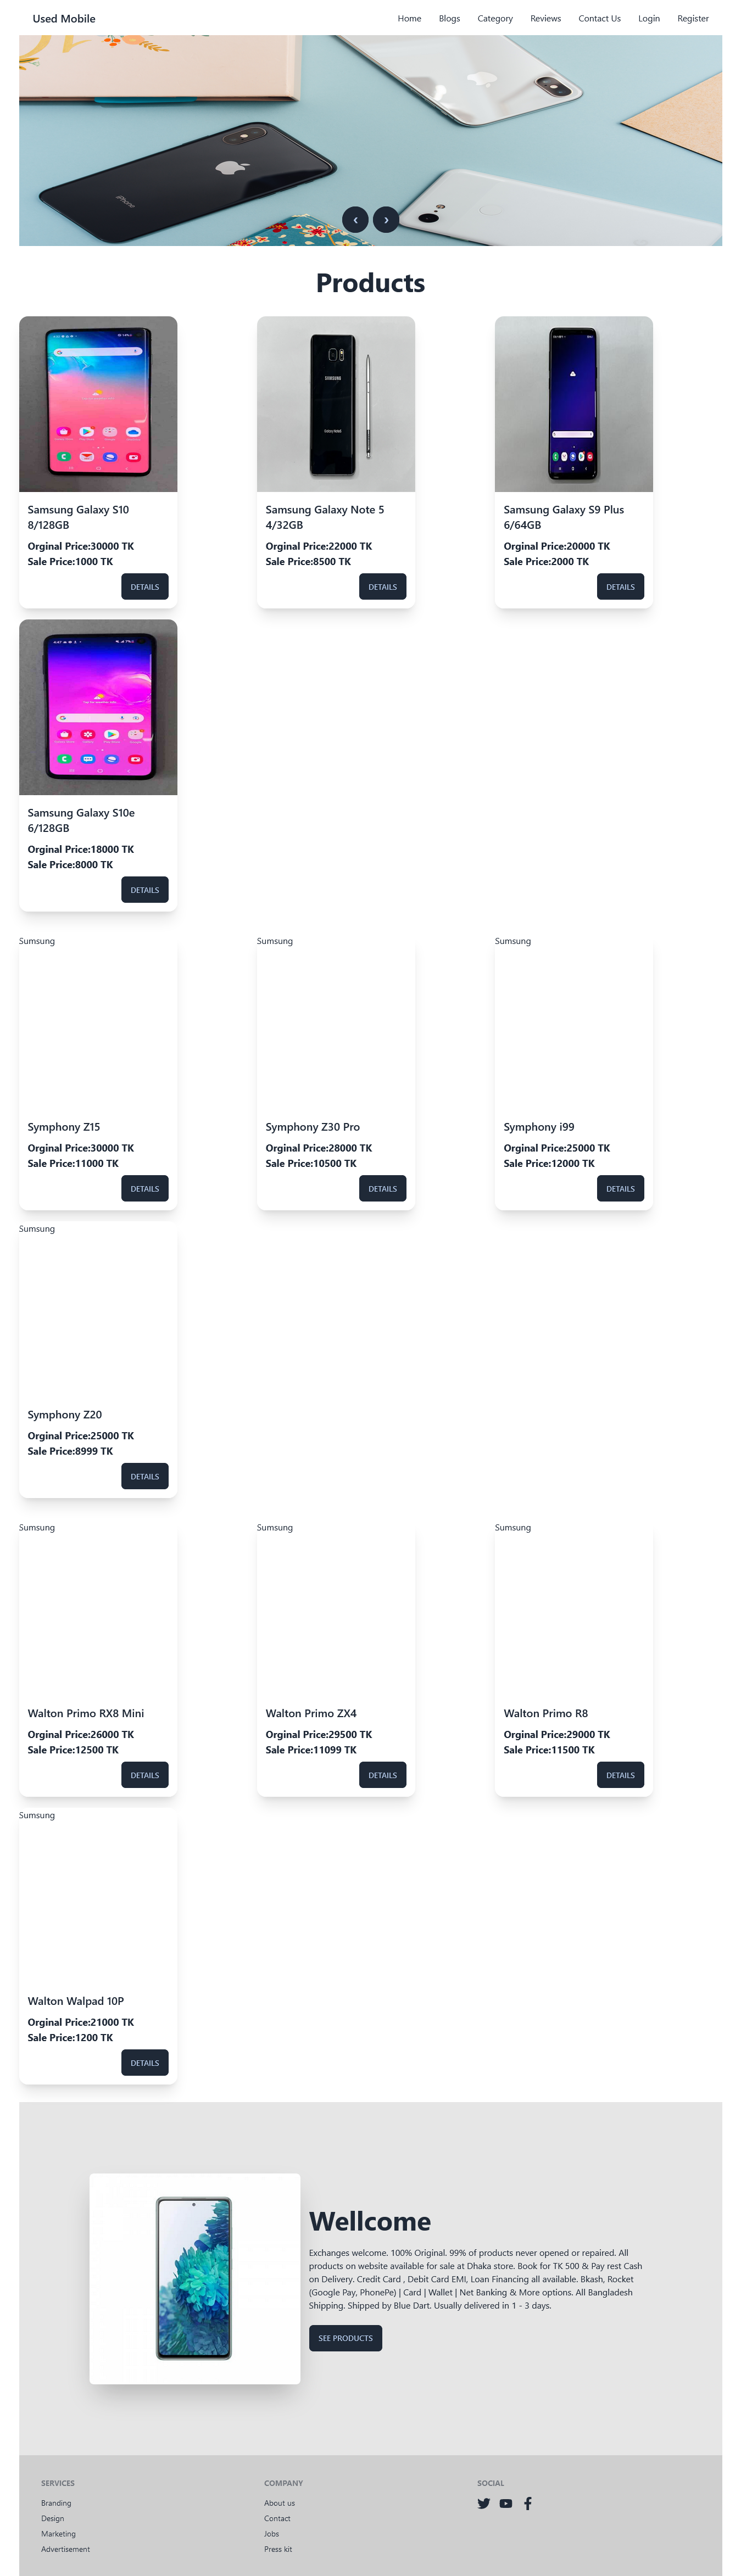 Used Mobile
Home Blogs Category Reviews Contact Us Login Register
iPhone
‹ ›
Products
SAMSUNG
Samsung Galaxy S10
8/128GB
Orginal Price:30000 TK
Sale Price:1000 TK
DETAILS
Samsung Galaxy Note 5
4/32GB
Orginal Price:22000 TK
Sale Price:8500 TK
DETAILS
Samsung Galaxy S9 Plus
6/64GB
Orginal Price:20000 TK
Sale Price:2000 TK
DETAILS
Samsung Galaxy S10e
6/128GB
Orginal Price:18000 TK
Sale Price:8000 TK
DETAILS
Sumsung
Symphony Z15
Orginal Price:30000 TK
Sale Price:11000 TK
DETAILS
Sumsung
Symphony Z30 Pro
Orginal Price:28000 TK
Sale Price:10500 TK
DETAILS
Sumsung
Symphony i99
Orginal Price:25000 TK
Sale Price:12000 TK
DETAILS
Sumsung
Symphony Z20
Orginal Price:25000 TK
Sale Price:8999 TK
DETAILS
Sumsung
Walton Primo RX8 Mini
Orginal Price:26000 TK
Sale Price:12500 TK
DETAILS
Sumsung
Walton Primo ZX4
Orginal Price:29500 TK
Sale Price:11099 TK
DETAILS
Sumsung
Walton Primo R8
Orginal Price:29000 TK
Sale Price:11500 TK
DETAILS
Sumsung
Walton Walpad 10P
Orginal Price:21000 TK
Sale Price:1200 TK
DETAILS
Wellcome
Exchanges welcome. 100% Original. 99% of products never opened or repaired. All
products on website available for sale at Dhaka store. Book for TK 500 & Pay rest Cash
on Delivery. Credit Card , Debit Card EMI, Loan Financing all available. Bkash, Rocket
(Google Pay, PhonePe) | Card | Wallet | Net Banking & More options. All Bangladesh
Shipping. Shipped by Blue Dart. Usually delivered in 1 - 3 days.
SEE PRODUCTS
SERVICES
Branding
Design
Marketing
Advertisement
COMPANY
About us
Contact
Jobs
Press kit
SOCIAL